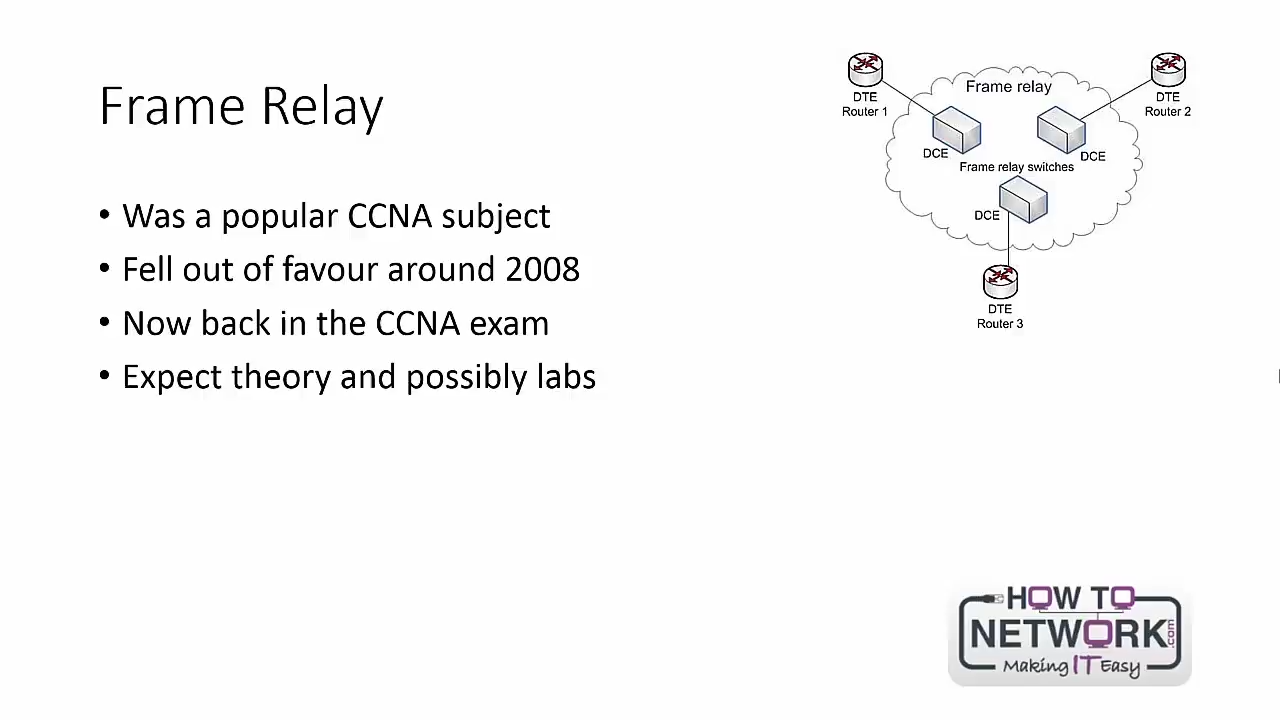 Frame Relay
• Was a popular CCNA subject
• Fell out of favour around 2008
• Now back in the CCNA exam
• Expect theory and possibly labs
Frame relay
DTE
Router 1
DTE
Router 2
DCE
DCE
Frame relay switches
DCE
DTE
Router 3
HOW TO
NETWORK.com
Making IT Easy